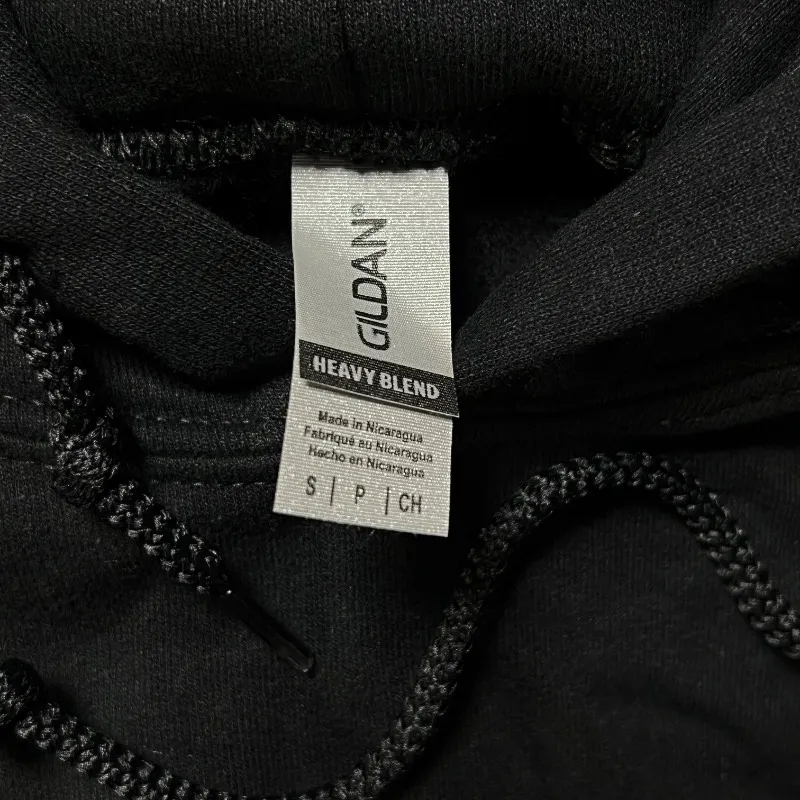 GILDAN®
HEAVY BLEND
Made in Nicaragua
Fabriqué au Nicaragua
Hecho en Nicaragua
S | P | CH